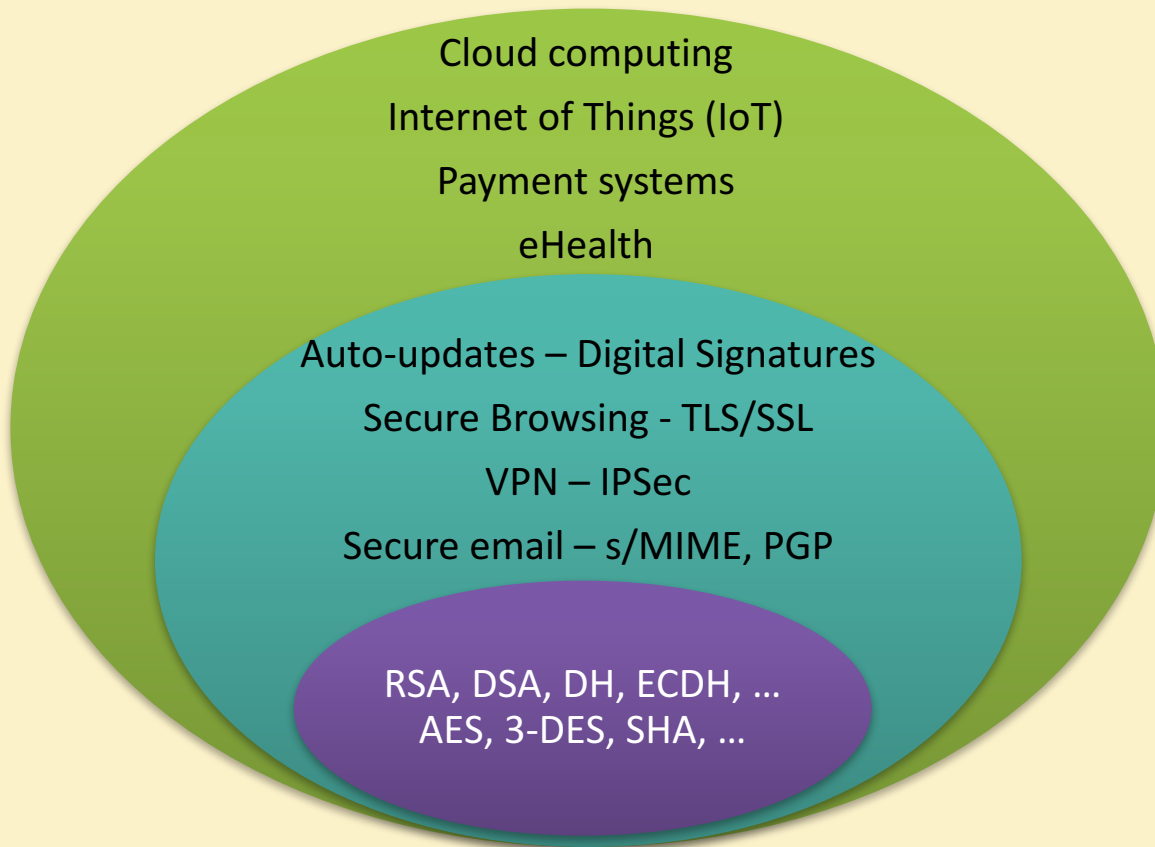 Cloud computing
Internet of Things (IoT)
Payment systems
eHealth
Auto-updates – Digital Signatures
Secure Browsing - TLS/SSL
VPN – IPSec
Secure email – s/MIME, PGP
RSA, DSA, DH, ECDH, …
AES, 3-DES, SHA, …